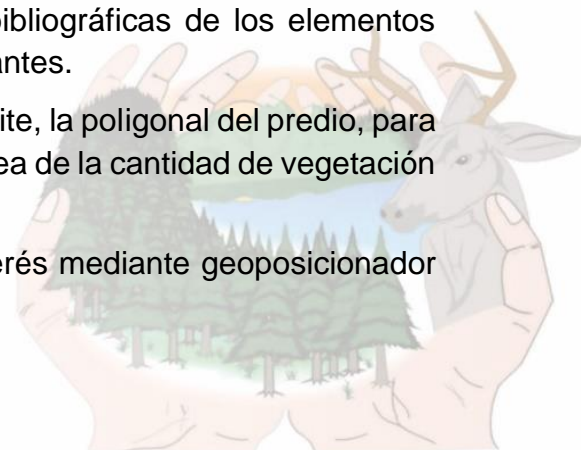 bibliográficas de los elementos
antes.
ite, la poligonal del predio, para
ea de la cantidad de vegetación
erés mediante geoposicionador